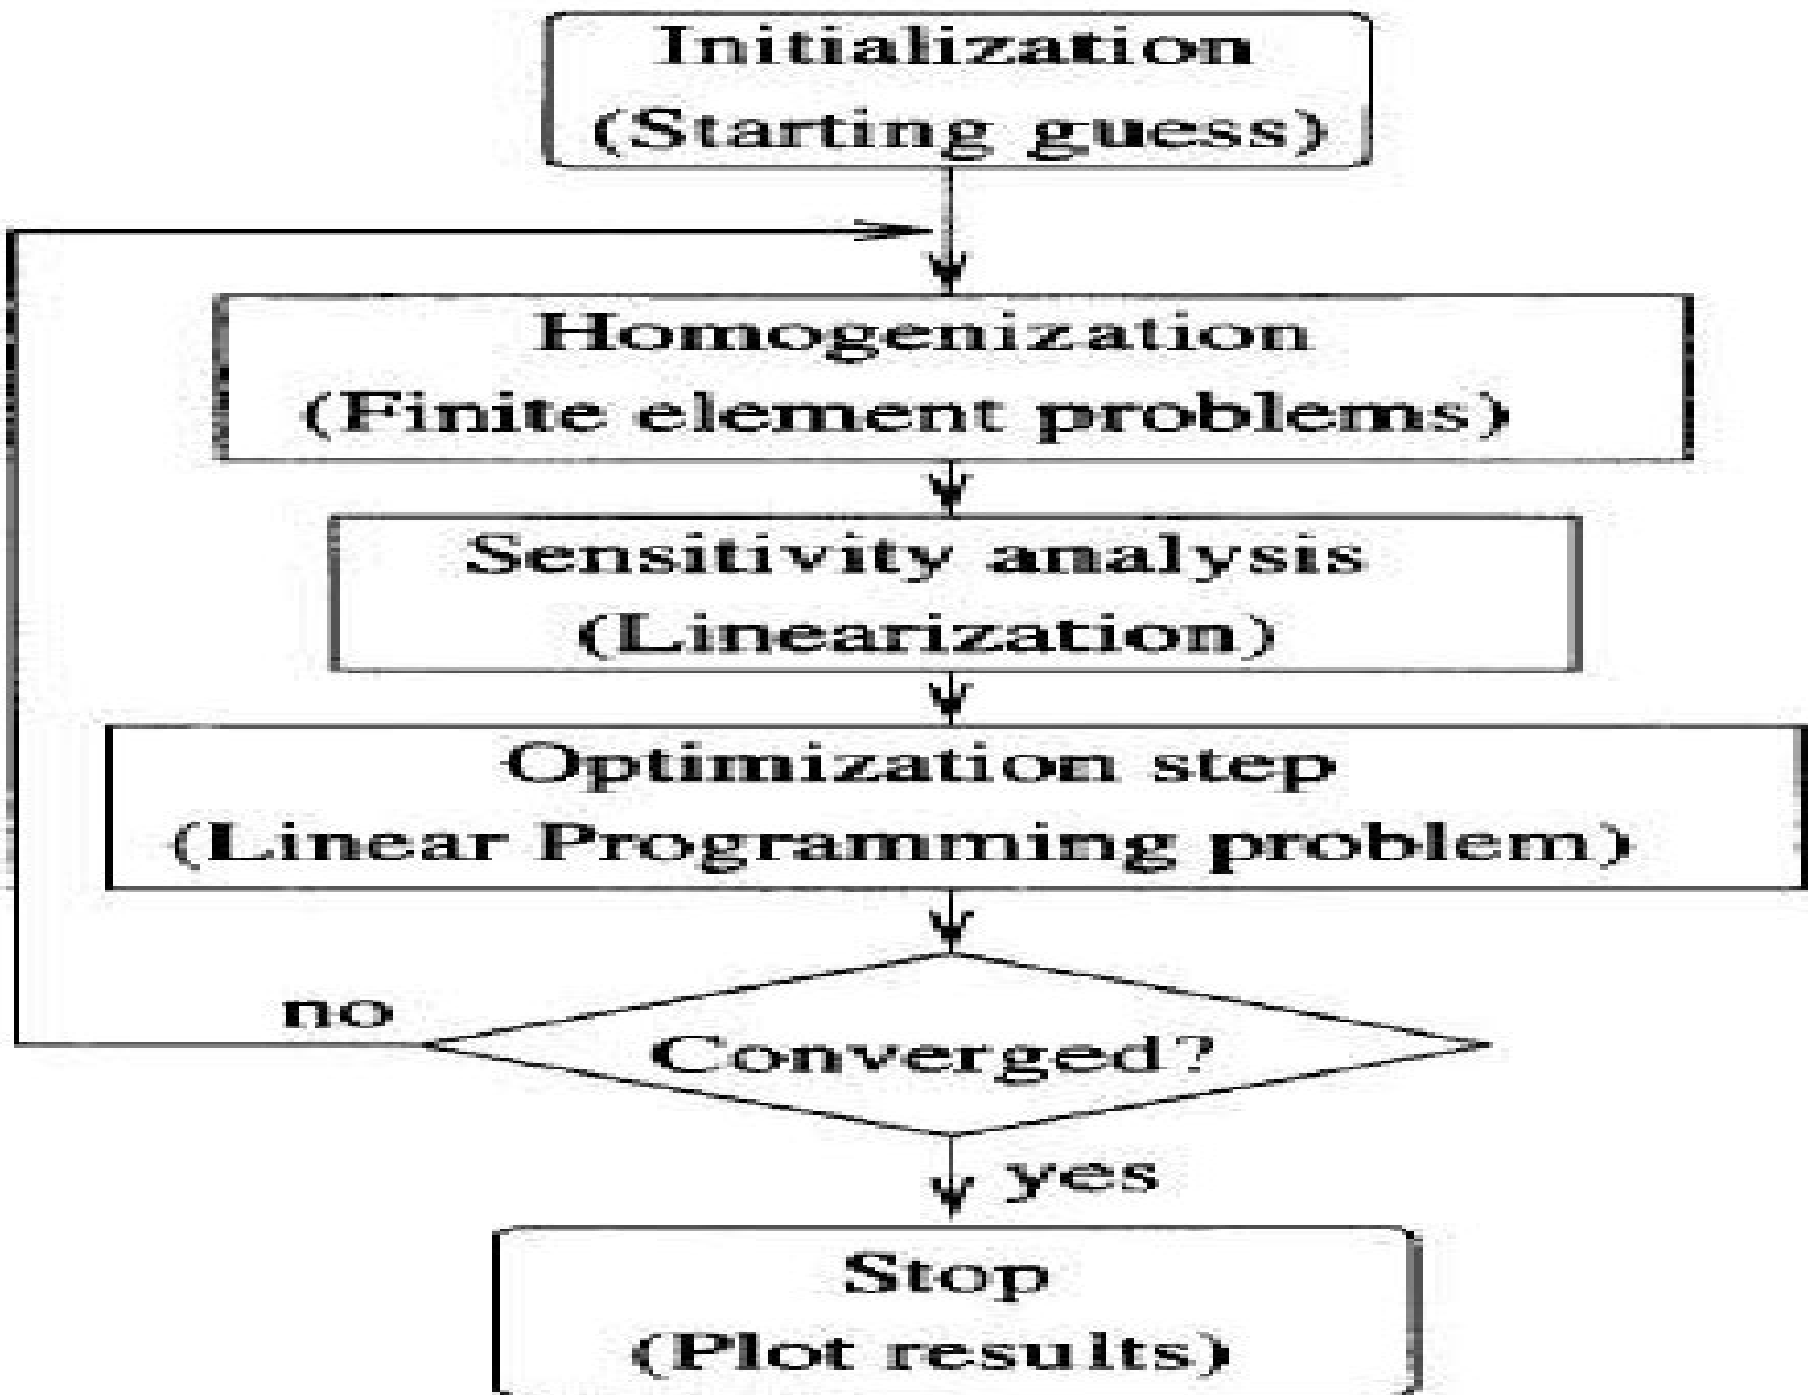 Initialization
(Starting guess)
Homogenization
(Finite element problems)
Sensitivity analysis
(Linearization)
Optimization step
(Linear Programming problem)
no
Converged?
yes
Stop
(Plot results)